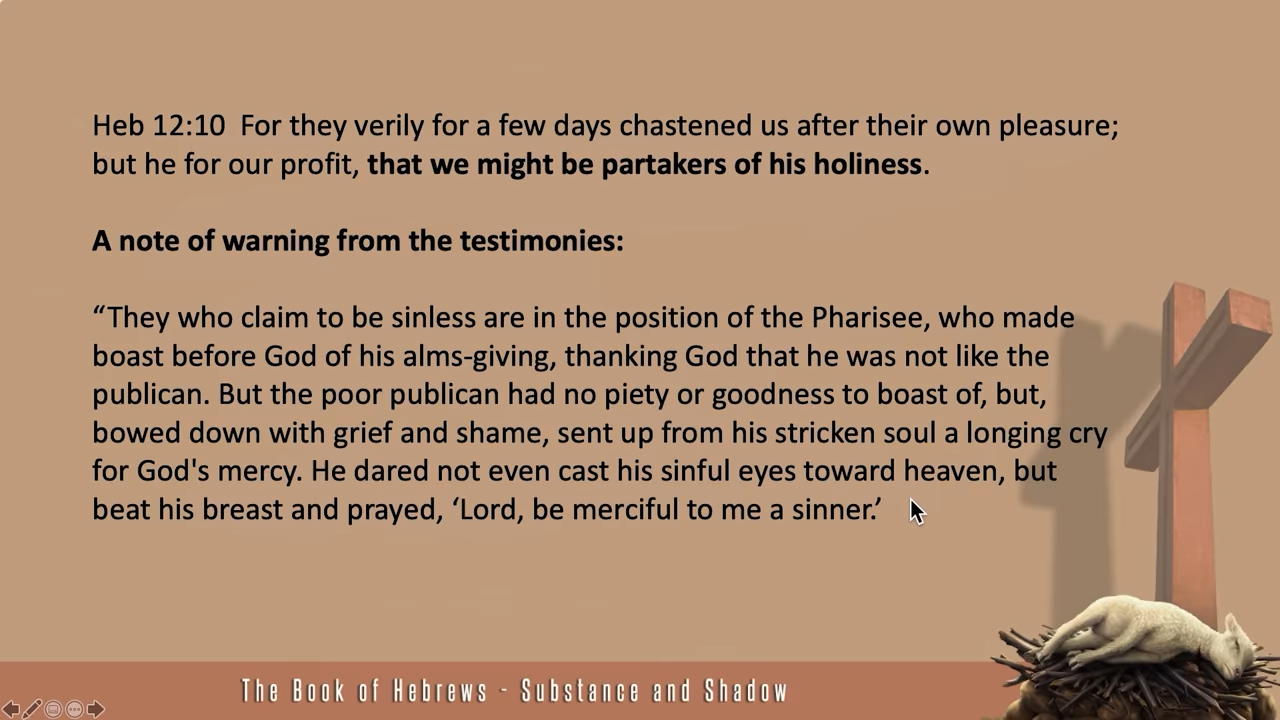 Heb 12:10  For they verily for a few days chastened us after their own pleasure;
but he for our profit, that we might be partakers of his holiness.
A note of warning from the testimonies:
“They who claim to be sinless are in the position of the Pharisee, who made
boast before God of his alms-giving, thanking God that he was not like the
publican. But the poor publican had no piety or goodness to boast of, but,
bowed down with grief and shame, sent up from his stricken soul a longing cry
for God's mercy. He dared not even cast his sinful eyes toward heaven, but
beat his breast and prayed, ‘Lord, be merciful to me a sinner.’
The Book of Hebrews - Substance and Shadow